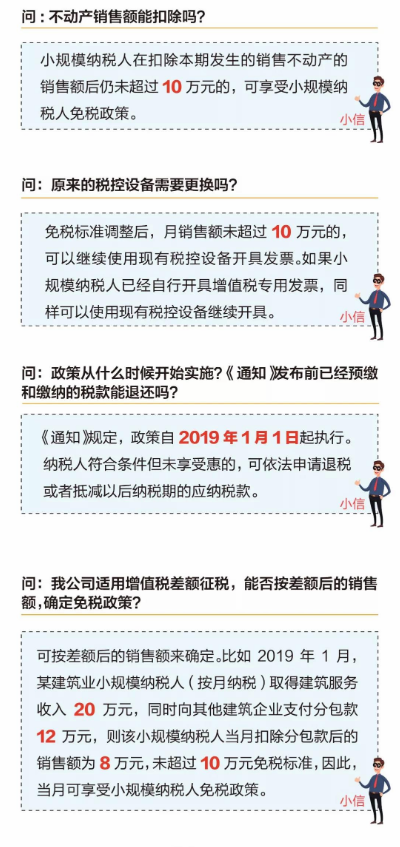 问：不动产销售额能扣除吗？
小规模纳税人在扣除本期发生的销售不动产的
销售额后仍未超过 10 万元的，可享受小规模纳
税人免税政策。
小信
问：原来的税控设备需要更换吗？
免税标准调整后，月销售额未超过 10 万元的，
可以继续使用现有税控设备开具发票。如果小
规模纳税人已经自行开具增值税专用发票，同
样可以使用现有税控设备继续开具。
小信
问：政策从什么时候开始实施？《通知》发布前已经预缴
和缴纳的税款能退还吗？
《通知》规定，政策自 2019 年 1 月 1 日起执行。
纳税人符合条件但未享受优惠的，可依法申请退税
或者抵减以后纳税期的应纳税款。
小信
问：我公司适用增值税差额征税，能否按差额后的销售
额，确定免税政策？
可按差额后的销售额来确定。比如 2019 年 1 月，
某建筑业小规模纳税人（按月纳税）取得建筑服务
收入 20 万元，同时向其他建筑企业支付分包款
12 万元，则该小规模纳税人当月扣除分包款后的
销售额为 8 万元，未超过 10 万元免税标准，因此，
当月可享受小规模纳税人免税政策。
小信